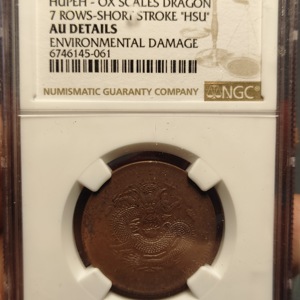 HUPEH - OX SCALES DRAGON
7 ROWS-SHORT STROKE "HSU"
AU DETAILS
ENVIRONMENTAL DAMAGE
6746145-061
NUMISMATIC GUARANTY COMPANY
NGC